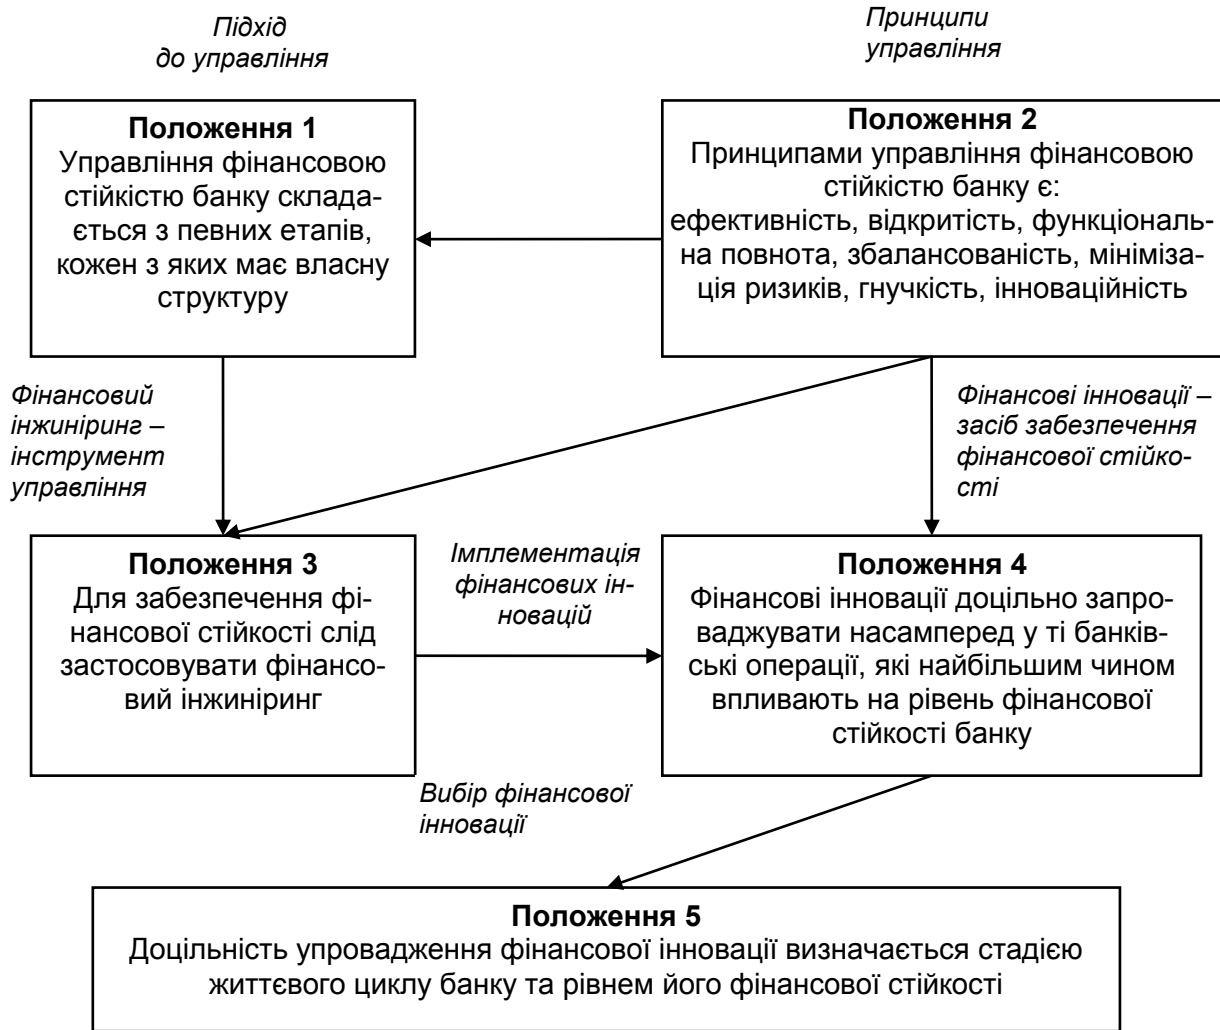 Підхід
до управління
Принципи
управління
Положення 1
Управління фінансовою
стійкістю банку склада-
ється з певних етапів,
кожен з яких має власну
структуру
Положення 2
Принципами управління фінансовою
стійкістю банку є:
ефективність, відкритість, функціональ-
на повнота, збалансованість, мініміза-
ція ризиків, гнучкість, інноваційність
Фінансовий
інжиніринг –
інструмент
управління
Фінансові інновації –
засіб забезпечення
фінансової стійко-
сті
Положення 3
Для забезпечення фі-
нансової стійкості слід
застосовувати фінансо-
вий інжиніринг
Імплементація
фінансових ін-
новацій
Положення 4
Фінансові інновації доцільно запро-
ваджувати насамперед у ті банків-
ські операції, які найбільшим чином
впливають на рівень фінансової
стійкості банку
Вибір фінансової
інновації
Положення 5
Доцільність упровадження фінансової інновації визначається стадією
життєвого циклу банку та рівнем його фінансової стійкості